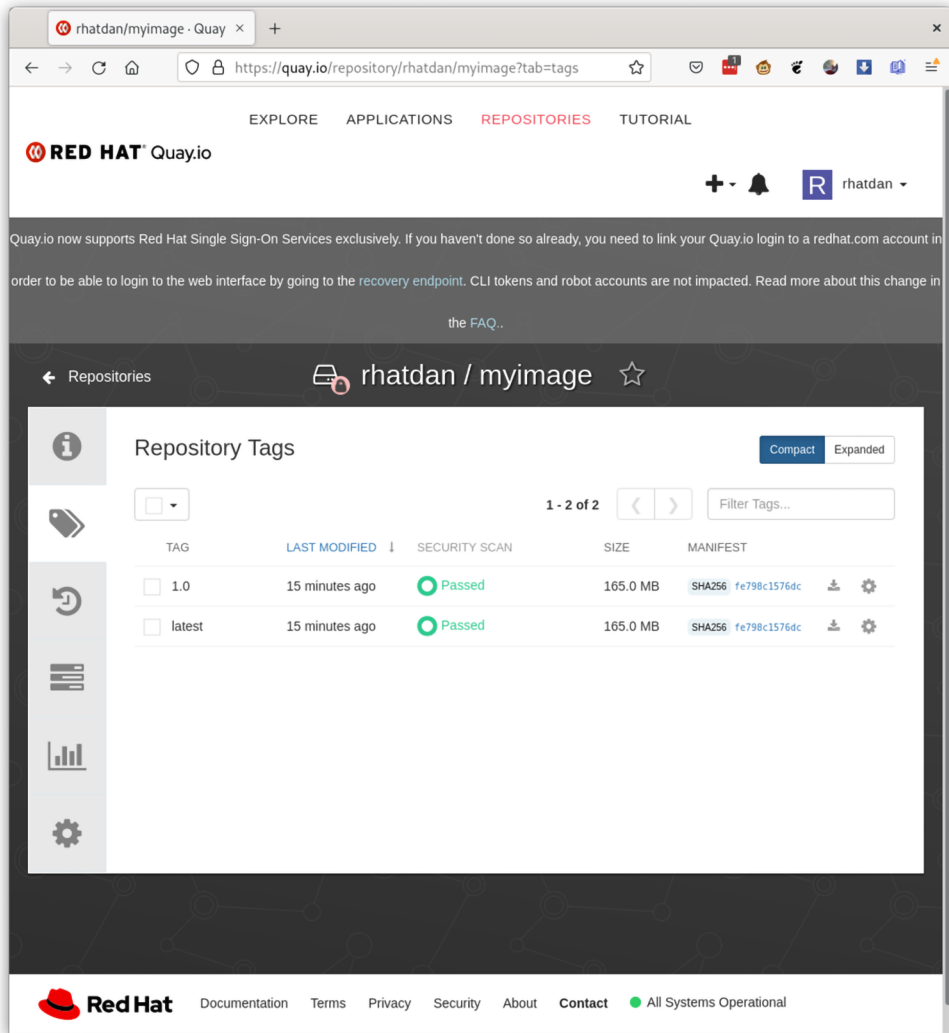 rhatdan/myimage · Quay × +
×
https://quay.io/repository/rhatdan/myimage?tab=tags
1
EXPLORE APPLICATIONS REPOSITORIES TUTORIAL
RED HAT Quay.io
R rhatdan
Quay.io now supports Red Hat Single Sign-On Services exclusively. If you haven't done so already, you need to link your Quay.io login to a redhat.com account in
order to be able to login to the web interface by going to the recovery endpoint. CLI tokens and robot accounts are not impacted. Read more about this change in
the FAQ..
Repositories
rhatdan / myimage
Repository Tags
Compact Expanded
1 - 2 of 2
Filter Tags...
TAG LAST MODIFIED ↓ SECURITY SCAN SIZE MANIFEST
1.0 15 minutes ago Passed 165.0 MB SHA256 fe798c1576dc
latest 15 minutes ago Passed 165.0 MB SHA256 fe798c1576dc
Red Hat Documentation Terms Privacy Security About Contact All Systems Operational